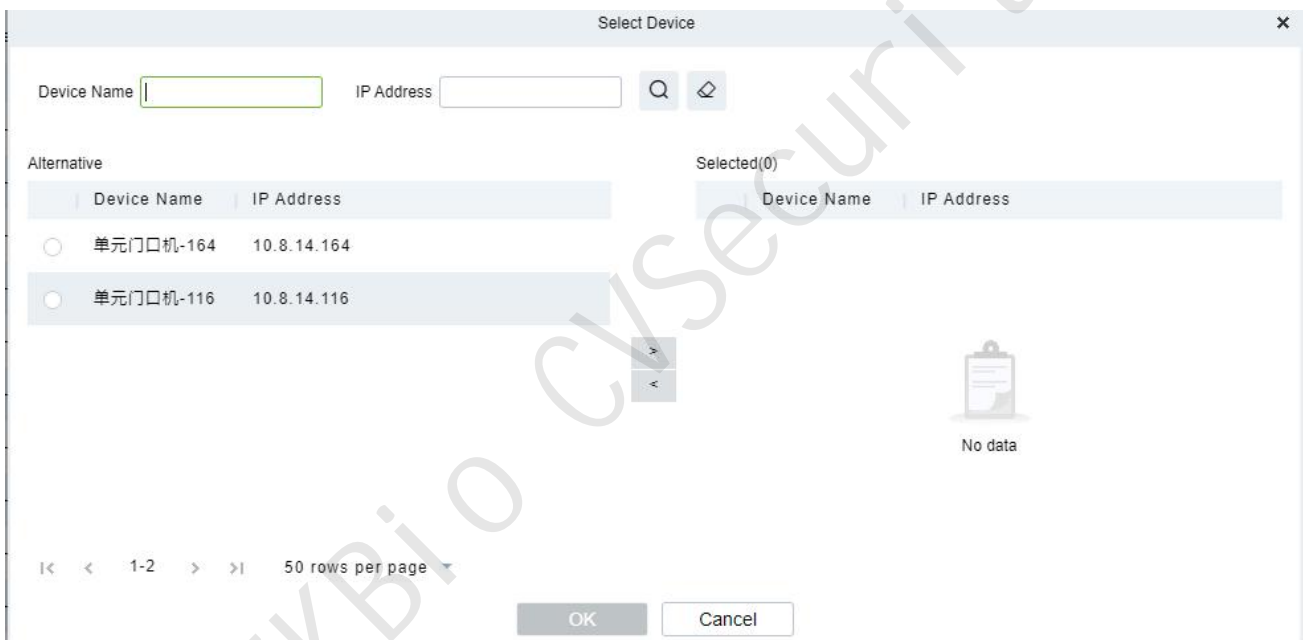 Select Device
Device Name
IP Address
Alternative
Selected(0)
Device Name IP Address
Device Name IP Address
单元门口机-164 10.8.14.164
单元门口机-116 10.8.14.116
>
<
No data
|< < 1-2 > >| 50 rows per page
OK Cancel
KBio CVSecuri